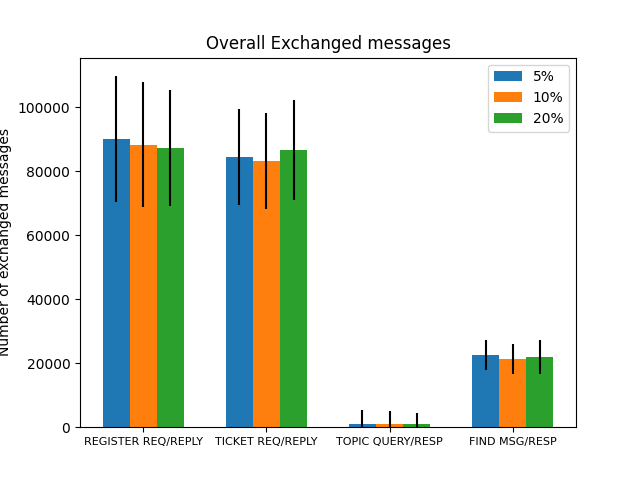 Overall Exchanged messages
5%
10%
20%
Number of exchanged messages
100000
80000
60000
40000
20000
0
REGISTER REQ/REPLY
TICKET REQ/REPLY
TOPIC QUERY/RESP
FIND MSG/RESP